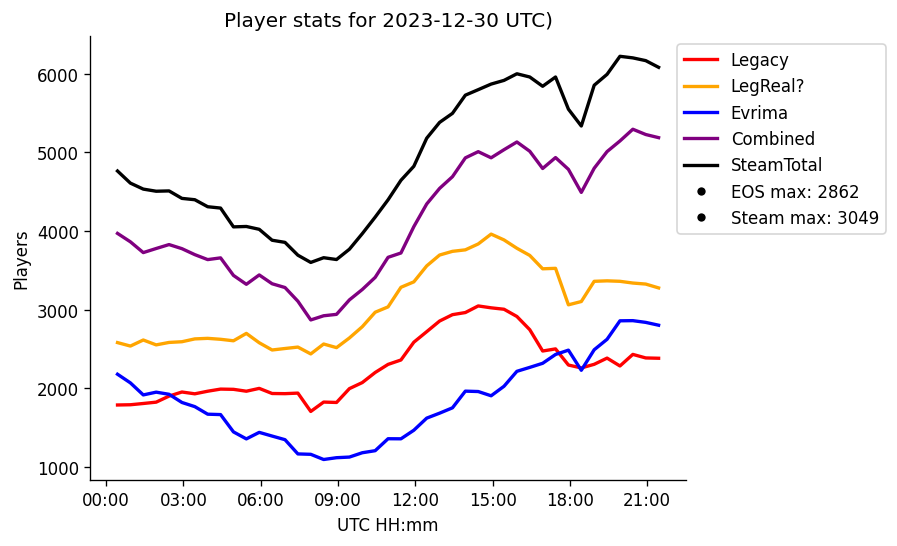 Player stats for 2023-12-30 UTC)
6000
5000
4000
3000
2000
1000
Players
00:00 03:00 06:00 09:00 12:00 15:00 18:00 21:00
UTC HH:mm
Legacy
LegReal?
Evrima
Combined
SteamTotal
EOS max: 2862
Steam max: 3049